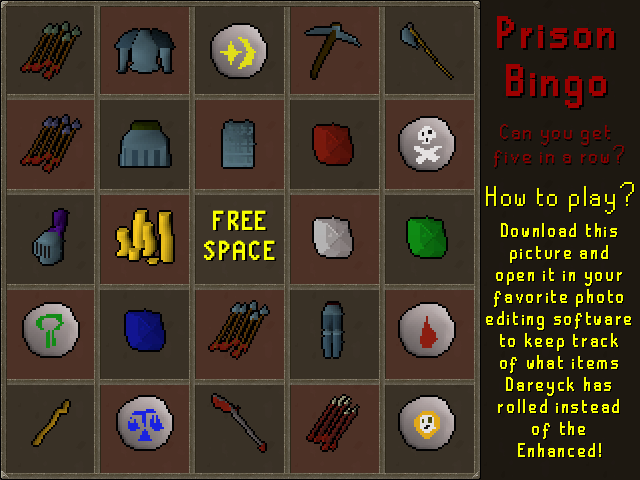 Prison
Bingo
Can you get
five in a row?
How to play?
Download this
picture and
open it in your
favorite photo
editing software
to keep track
of what items
Dareyck has
rolled instead
of the
Enhanced!
FREE
SPACE